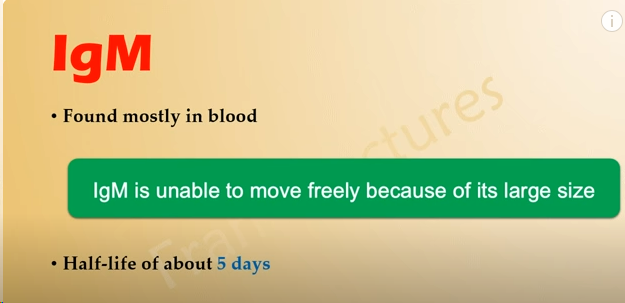 IgM
• Found mostly in blood
IgM is unable to move freely because of its large size
• Half-life of about 5 days